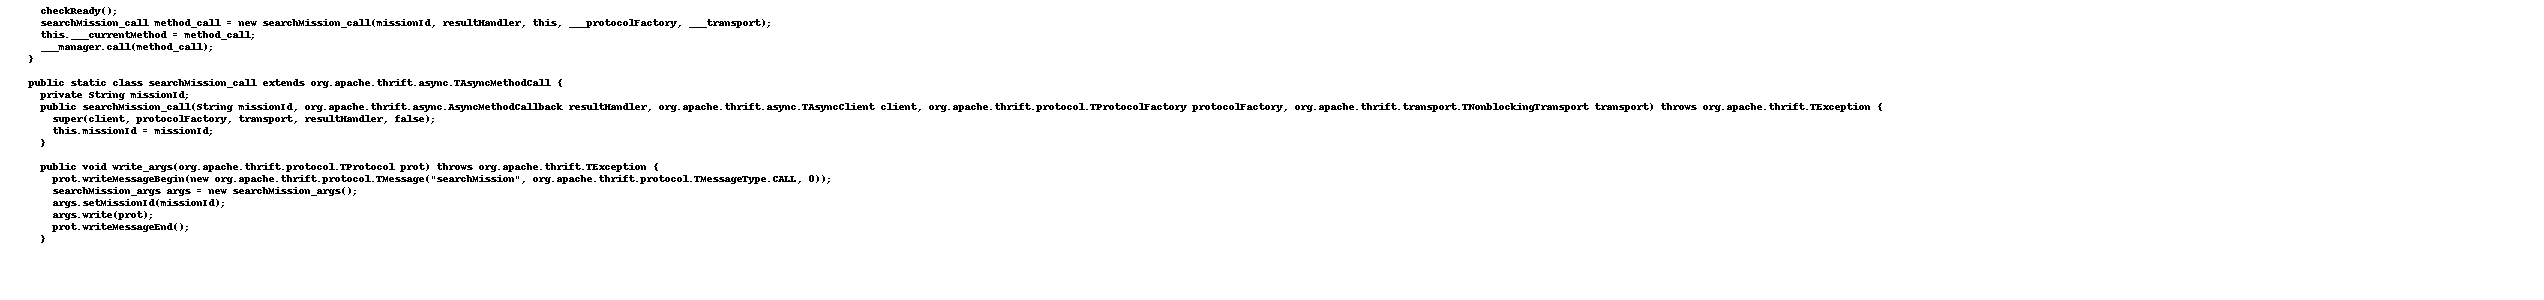 checkReady();
searchMission_call method_call = new searchMission_call(missionId, resultHandler, this, ___protocolFactory, ___transport);
this.___currentMethod = method_call;
___manager.call(method_call);
}
public static class searchMission_call extends org.apache.thrift.async.TAsyncMethodCall {
private String missionId;
public searchMission_call(String missionId, org.apache.thrift.async.AsyncMethodCallback resultHandler, org.apache.thrift.async.TAsyncClient client, org.apache.thrift.protocol.TProtocolFactory protocolFactory, org.apache.thrift.transport.TNonblockingTransport transport) throws org.apache.thrift.TException {
super(client, protocolFactory, transport, resultHandler, false);
this.missionId = missionId;
}
public void write_args(org.apache.thrift.protocol.TProtocol prot) throws org.apache.thrift.TException {
prot.writeMessageBegin(new org.apache.thrift.protocol.TMessage("searchMission", org.apache.thrift.protocol.TMessageType.CALL, 0));
searchMission_args args = new searchMission_args();
args.setMissionId(missionId);
args.write(prot);
prot.writeMessageEnd();
}